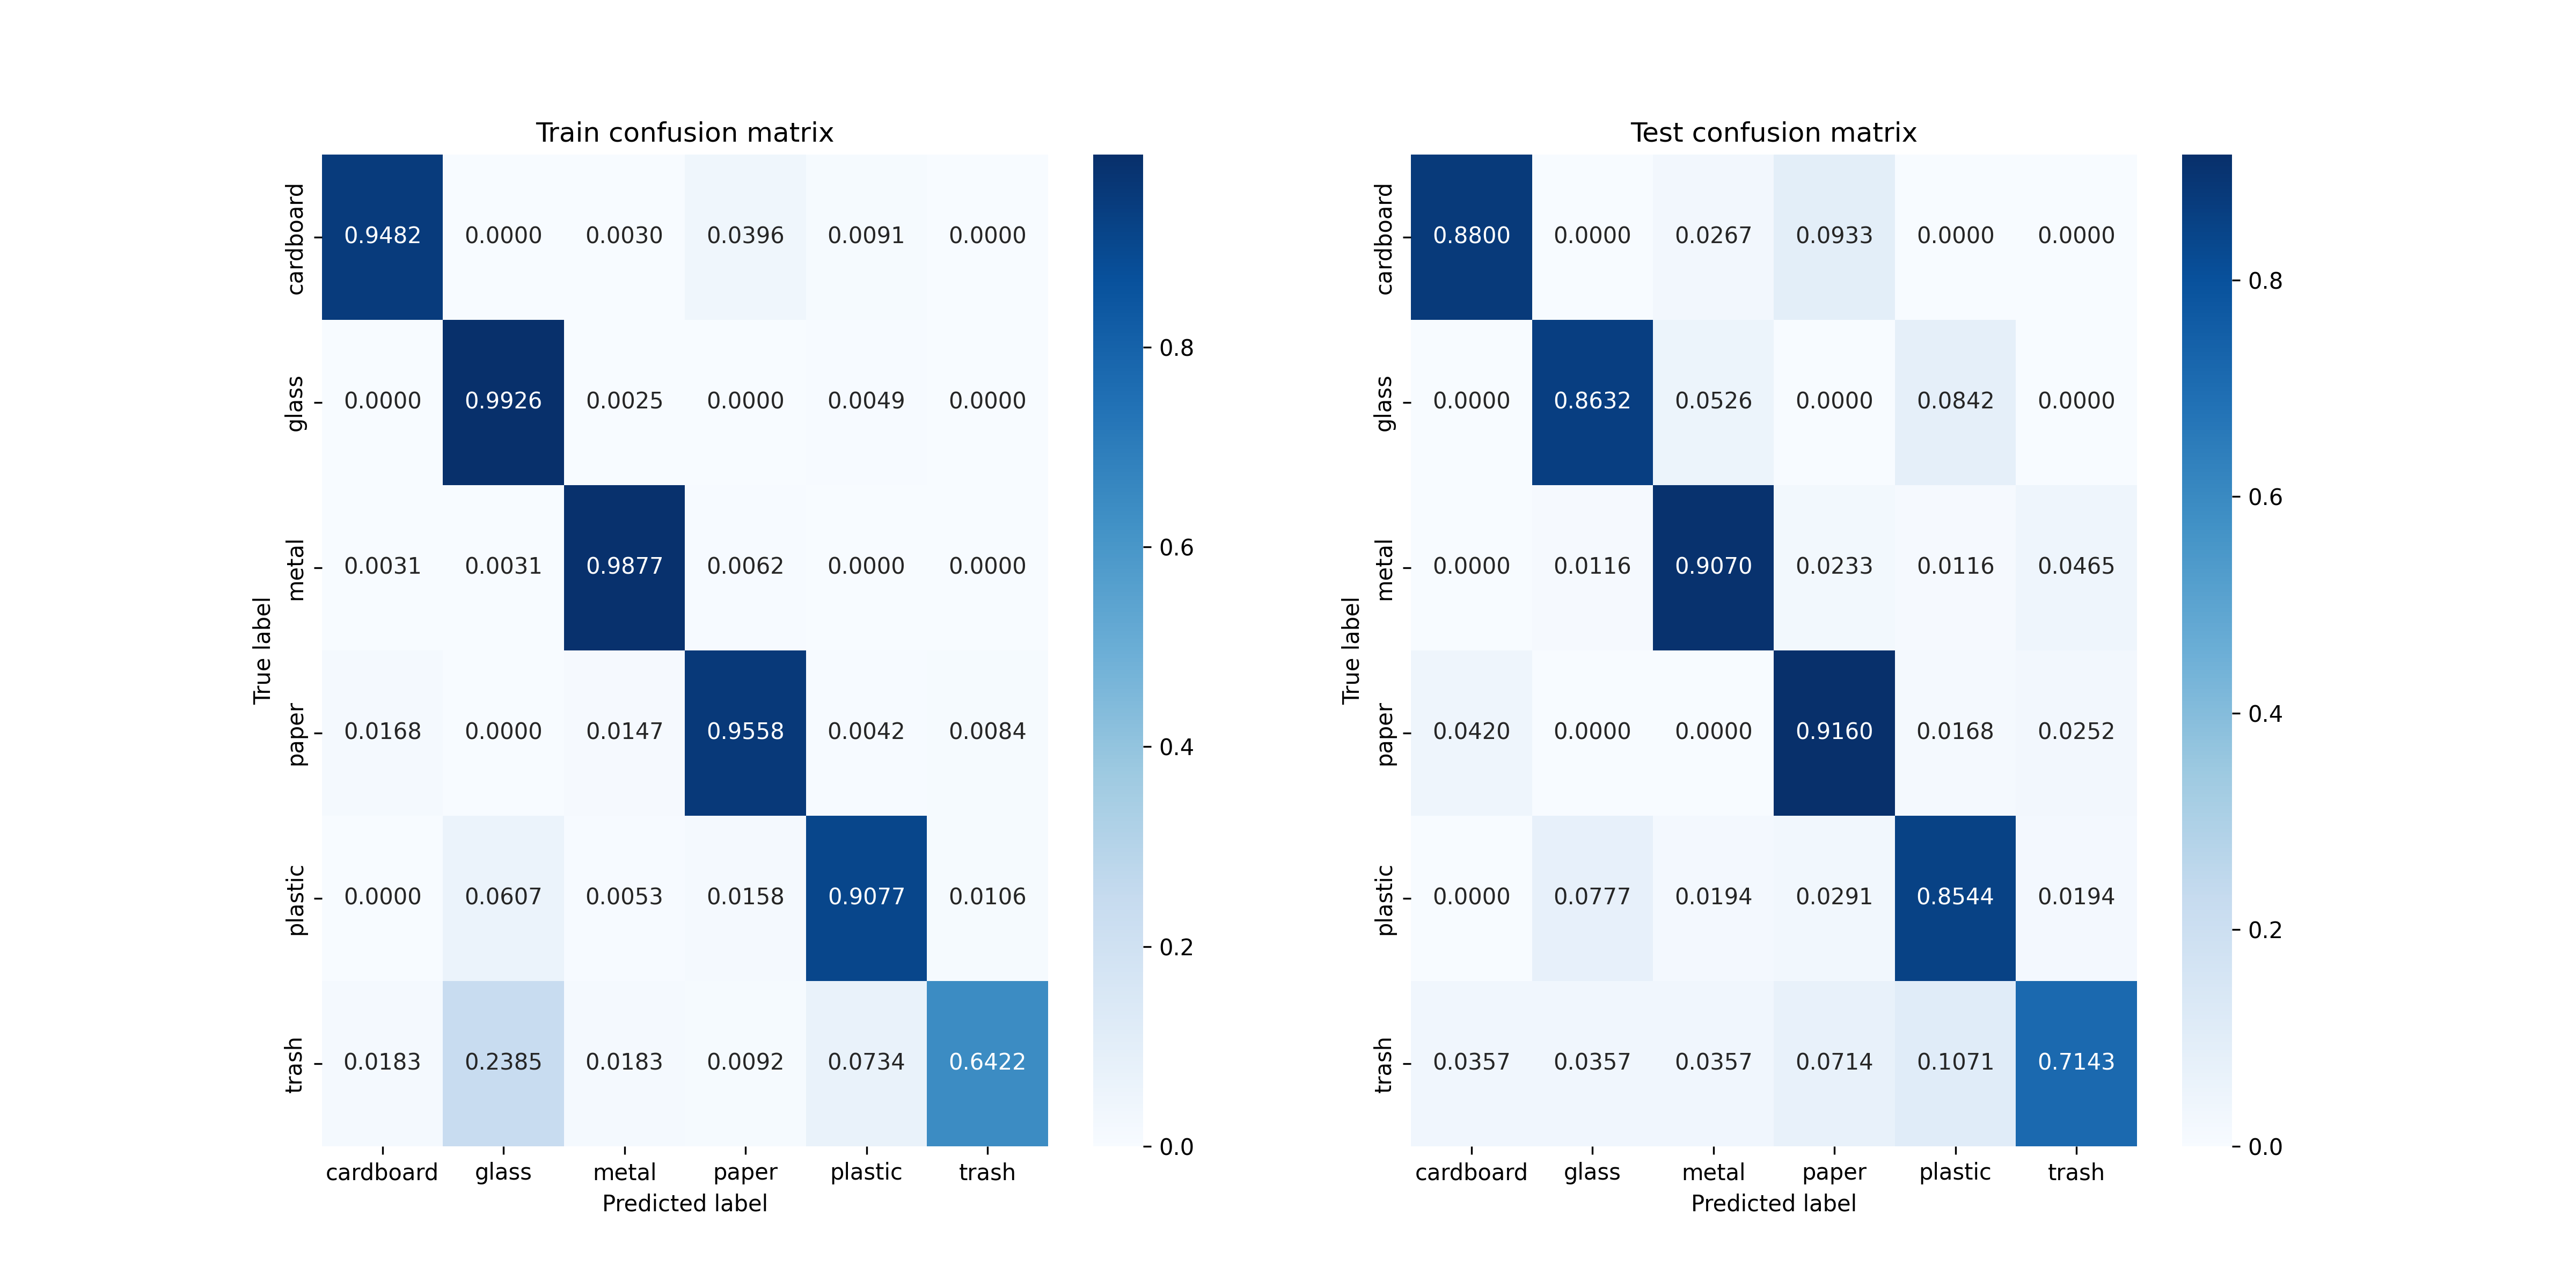 Train confusion matrix
True label
cardboard 0.9482 0.0000 0.0030 0.0396 0.0091 0.0000
glass 0.0000 0.9926 0.0025 0.0000 0.0049 0.0000
metal 0.0031 0.0031 0.9877 0.0062 0.0000 0.0000
paper 0.0168 0.0000 0.0147 0.9558 0.0042 0.0084
plastic 0.0000 0.0607 0.0053 0.0158 0.9077 0.0106
trash 0.0183 0.2385 0.0183 0.0092 0.0734 0.6422
cardboard glass metal paper plastic trash
Predicted label
0.8
0.6
0.4
0.2
0.0
Test confusion matrix
True label
cardboard 0.8800 0.0000 0.0267 0.0933 0.0000 0.0000
glass 0.0000 0.8632 0.0526 0.0000 0.0842 0.0000
metal 0.0000 0.0116 0.9070 0.0233 0.0116 0.0465
paper 0.0420 0.0000 0.0000 0.9160 0.0168 0.0252
plastic 0.0000 0.0777 0.0194 0.0291 0.8544 0.0194
trash 0.0357 0.0357 0.0357 0.0714 0.1071 0.7143
cardboard glass metal paper plastic trash
Predicted label
0.8
0.6
0.4
0.2
0.0